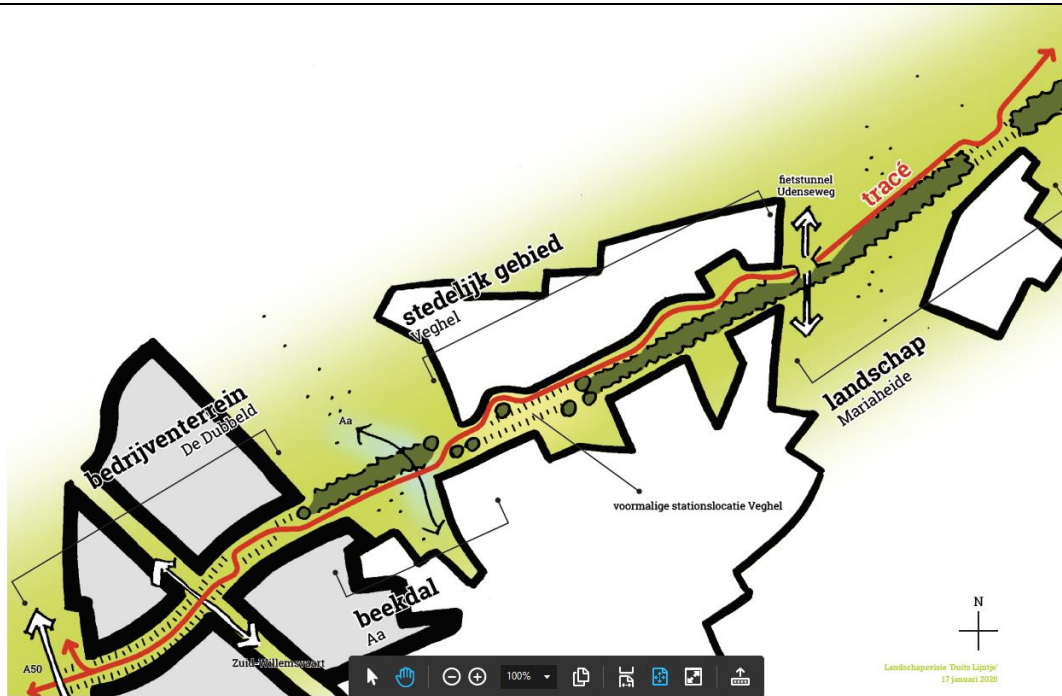 fietstunnel
Udenseweg
tracé
stedelijk gebied
Veghel
landschap
Mariaheide
bedrijventerrein
De Dubbeld
Aa
voormalige stationslocatie Veghel
beekdal
Aa
A50
Zuid-Willemsvaart
N
100%
Landschapsvisie 'Duits Lijntje'
17 januari 2020